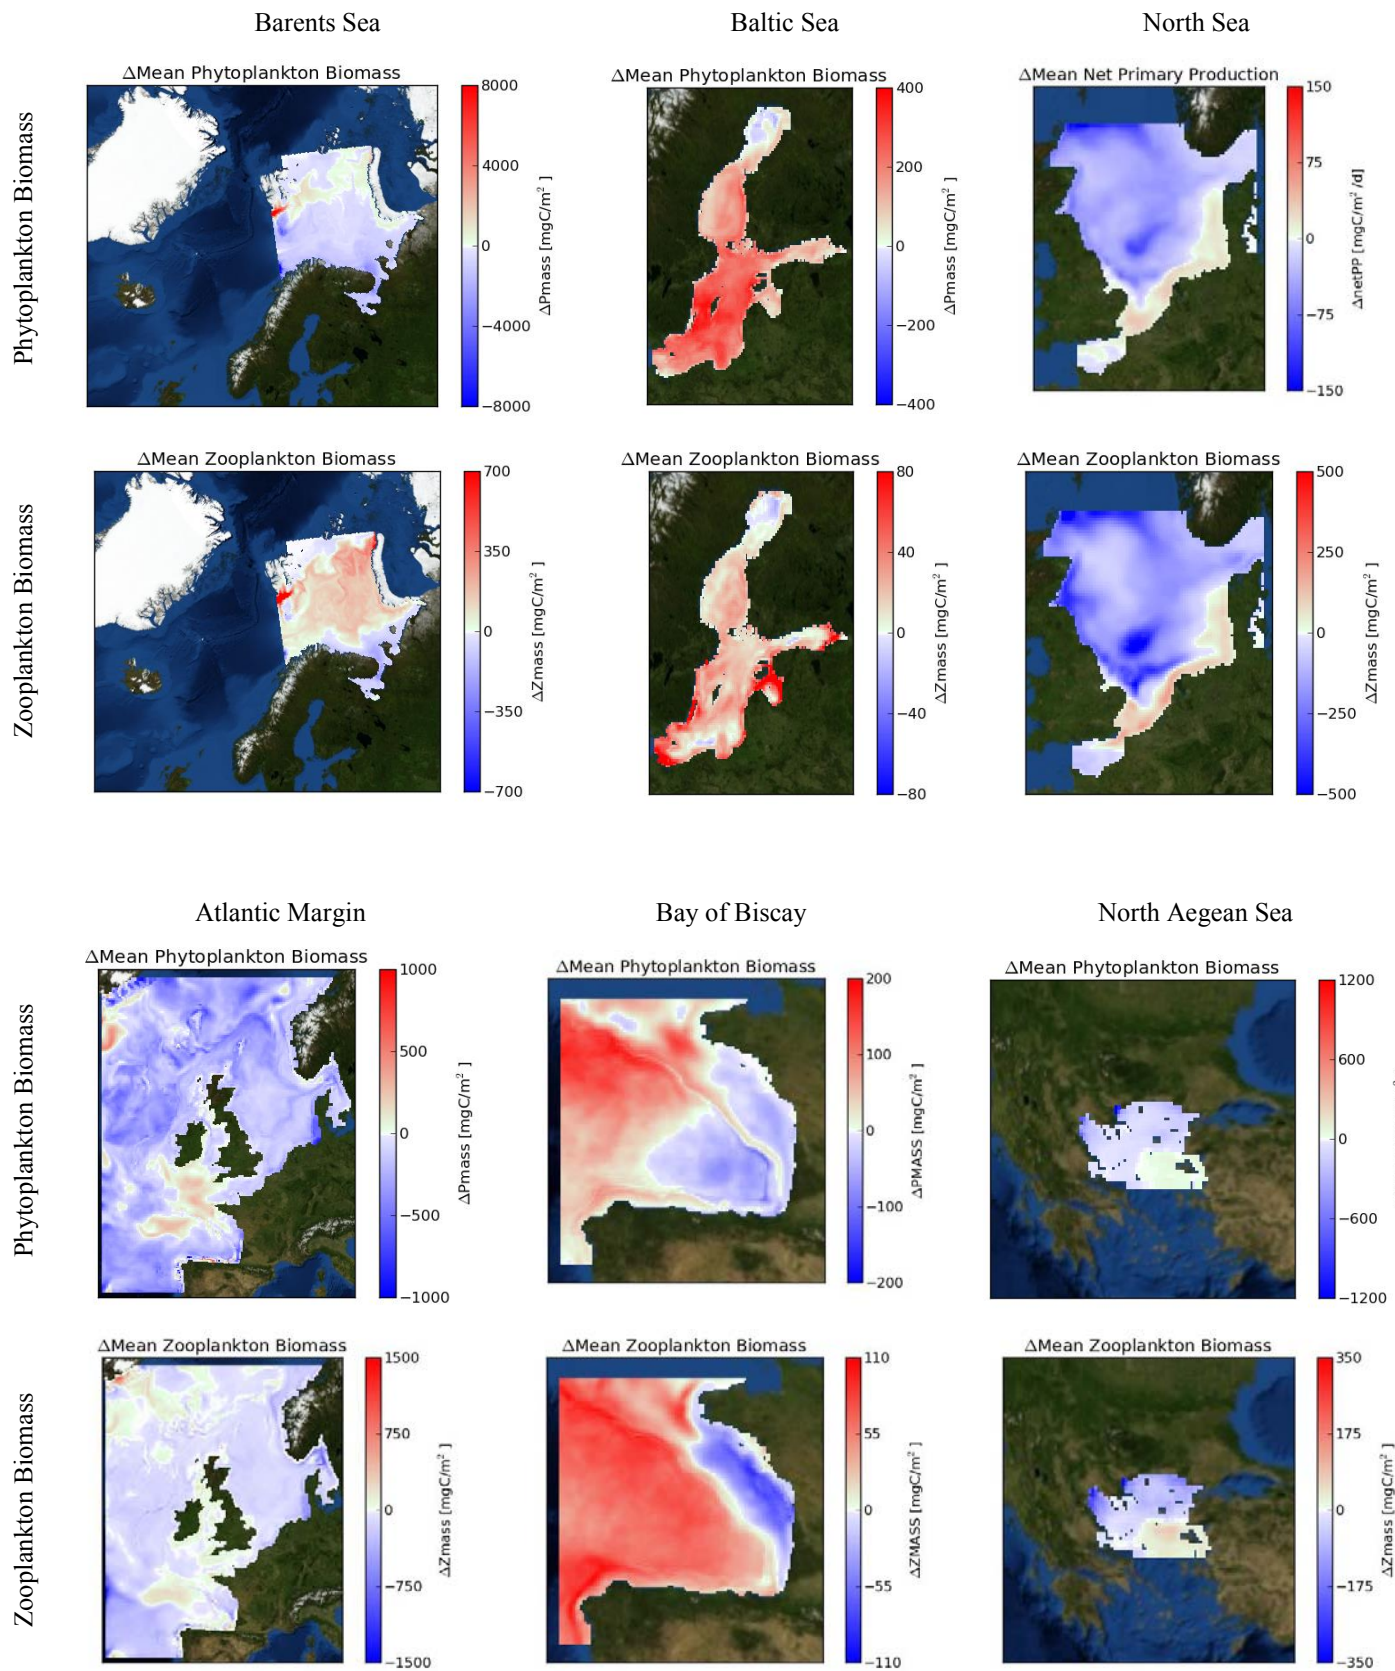 Barents Sea
Baltic Sea
North Sea
Phytoplankton Biomass
ΔMean Phytoplankton Biomass
8000
4000
0
−4000
−8000
ΔPmass [mgC/m² ]
ΔMean Phytoplankton Biomass
400
200
0
−200
−400
ΔPmass [mgC/m² ]
ΔMean Net Primary Production
150
75
0
−75
−150
ΔnetPP [mgC/m² /d]
Zooplankton Biomass
ΔMean Zooplankton Biomass
700
350
0
−350
−700
ΔZmass [mgC/m² ]
ΔMean Zooplankton Biomass
80
40
0
−40
−80
ΔZmass [mgC/m² ]
ΔMean Zooplankton Biomass
500
250
0
−250
−500
ΔZmass [mgC/m² ]
Atlantic Margin
Bay of Biscay
North Aegean Sea
Phytoplankton Biomass
ΔMean Phytoplankton Biomass
1000
500
0
−500
−1000
ΔPmass [mgC/m² ]
ΔMean Phytoplankton Biomass
200
100
0
−100
−200
ΔPMASS [mgC/m² ]
ΔMean Phytoplankton Biomass
1200
600
0
−600
−1200
Zooplankton Biomass
ΔMean Zooplankton Biomass
1500
750
0
−750
−1500
ΔZmass [mgC/m² ]
ΔMean Zooplankton Biomass
110
55
0
−55
−110
ΔZMASS [mgC/m² ]
ΔMean Zooplankton Biomass
350
175
0
−175
−350
ΔZmass [mgC/m² ]